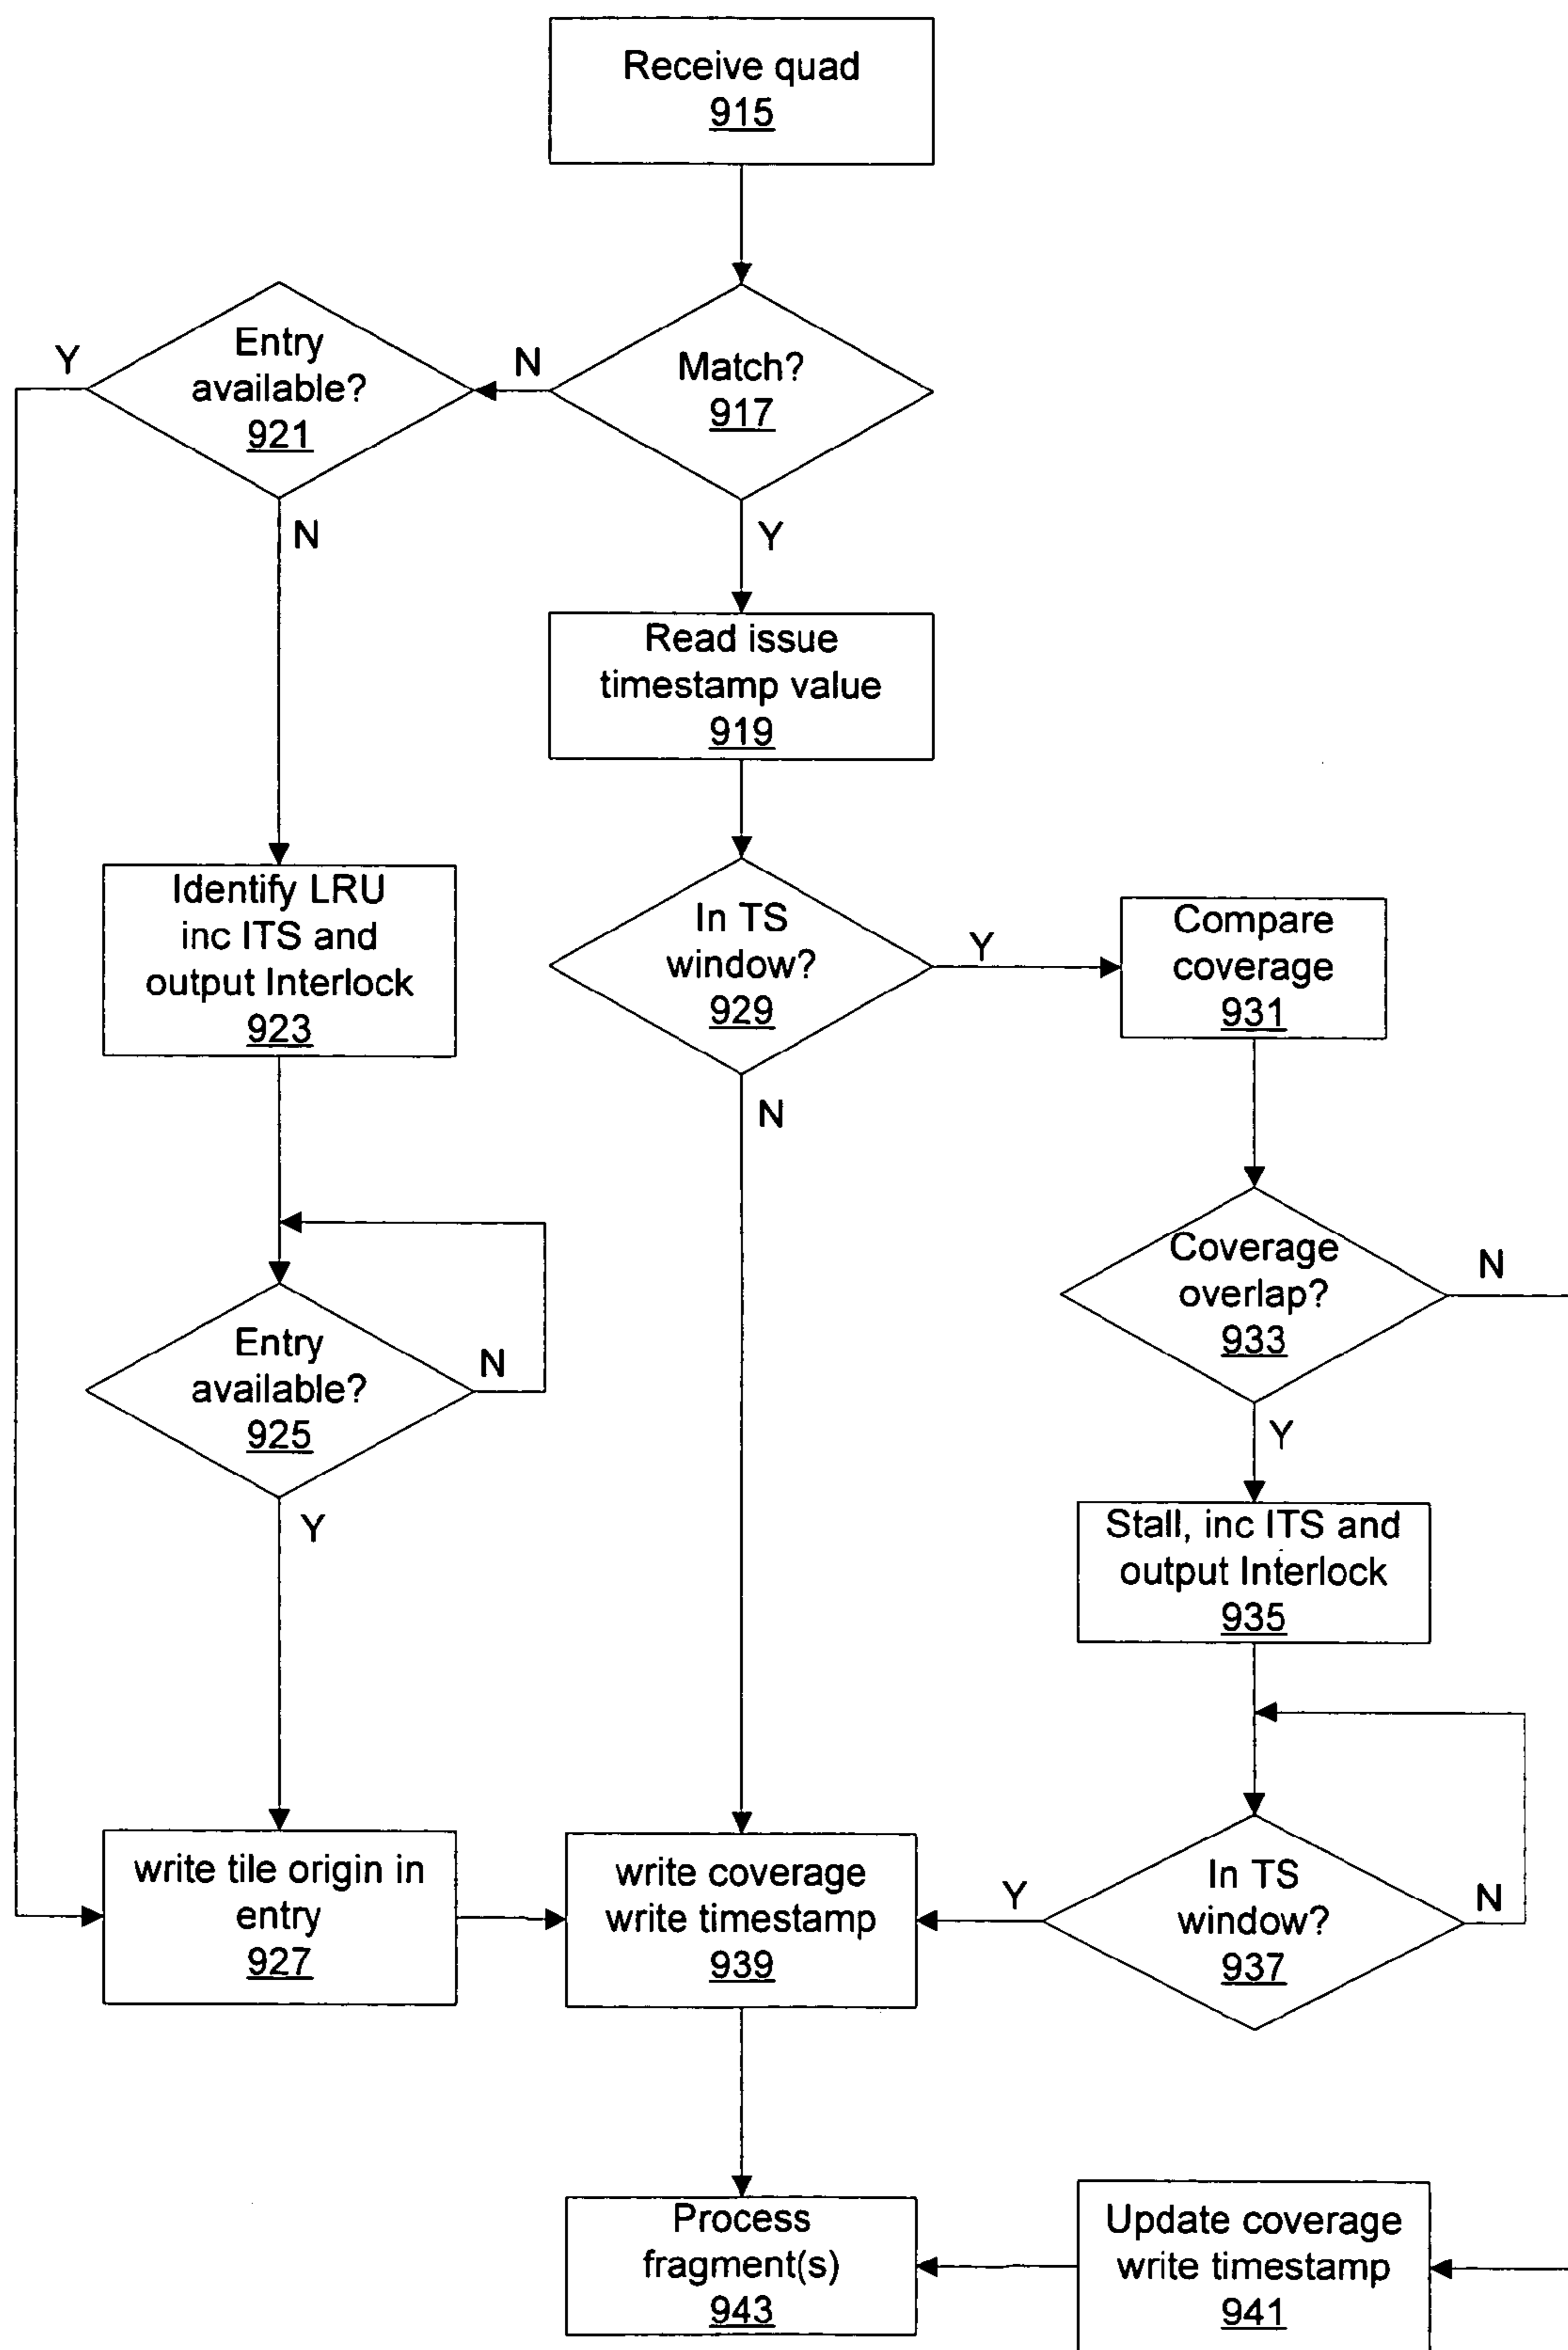 Receive quad
915
Entry
available?
921
Match?
917
Y
N
N
Y
Read issue
timestamp value
919
Identify LRU
inc ITS and
output Interlock
923
In TS
window?
929
Y
Compare
coverage
931
N
Coverage
overlap?
933
N
Entry
available?
925
N
Y
Y
Stall, inc ITS and
output Interlock
935
write tile origin in
entry
927
write coverage
write timestamp
939
Y
In TS
window?
937
N
Process
fragment(s)
943
Update coverage
write timestamp
941